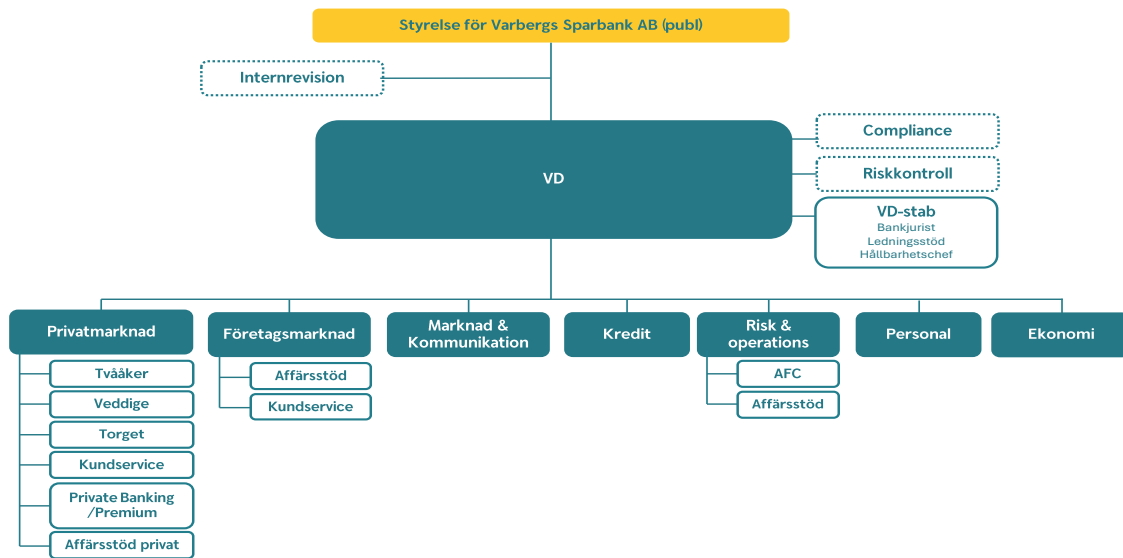 Styrelse för Varbergs Sparbank AB (publ)
Internrevision
VD
Compliance
Riskkontroll
VD-stab
Bankjurist
Ledningsstöd
Hållbarhetschef
Privatmarknad
Tvååker
Veddige
Torget
Kundservice
Private Banking
/Premium
Affärsstöd privat
Företagsmarknad
Affärsstöd
Kundservice
Marknad &
Kommunikation
Kredit
Risk &
operations
AFC
Affärsstöd
Personal
Ekonomi